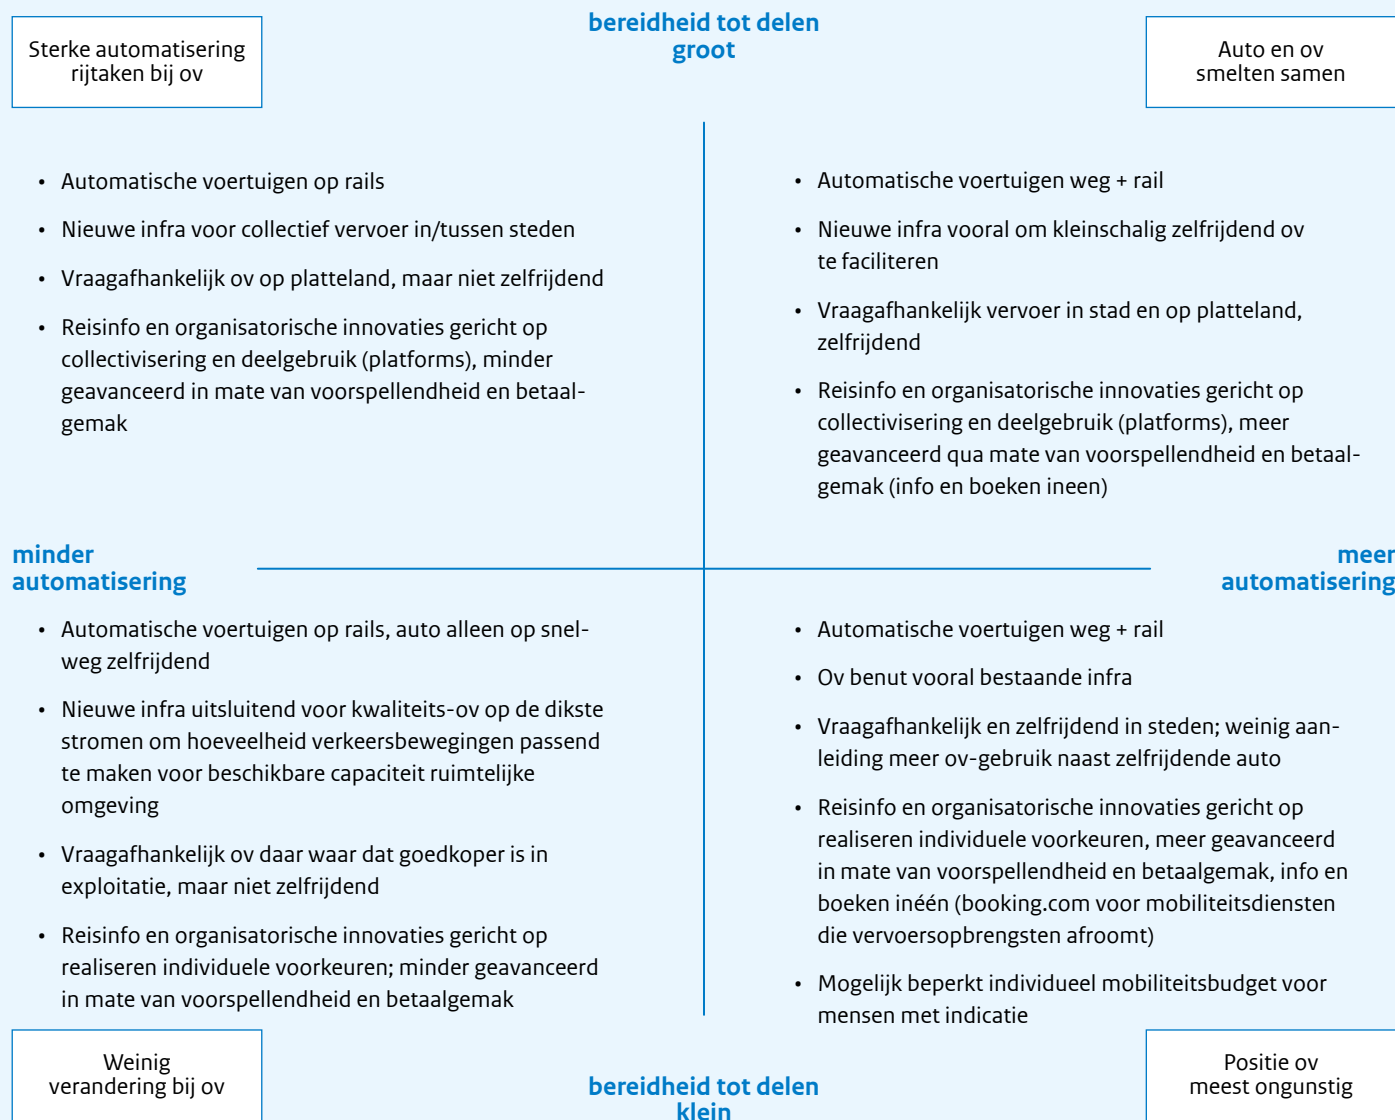 bereidheid tot delen
groot
Sterke automatisering
rijtaken bij ov
Auto en ov
smelten samen
• Automatische voertuigen op rails
• Nieuwe infra voor collectief vervoer in/tussen steden
• Vraagafhankelijk ov op platteland, maar niet zelfrijdend
• Reisinfo en organisatorische innovaties gericht op
collectivisering en deelgebruik (platforms), minder
geavanceerd in mate van voorspellendheid en betaal-
gemak
• Automatische voertuigen weg + rail
• Nieuwe infra vooral om kleinschalig zelfrijdend ov
te faciliteren
• Vraagafhankelijk vervoer in stad en op platteland,
zelfrijdend
• Reisinfo en organisatorische innovaties gericht op
collectivisering en deelgebruik (platforms), meer
geavanceerd qua mate van voorspellendheid en betaal-
gemak (info en boeken ineen)
minder
automatisering
meer
automatisering
• Automatische voertuigen op rails, auto alleen op snel-
weg zelfrijdend
• Nieuwe infra uitsluitend voor kwaliteits-ov op de dikste
stromen om hoeveelheid verkeersbewegingen passend
te maken voor beschikbare capaciteit ruimtelijke
omgeving
• Vraagafhankelijk ov daar waar dat goedkoper is in
exploitatie, maar niet zelfrijdend
• Reisinfo en organisatorische innovaties gericht op
realiseren individuele voorkeuren; minder geavanceerd
in mate van voorspellendheid en betaalgemak
• Automatische voertuigen weg + rail
• Ov benut vooral bestaande infra
• Vraagafhankelijk en zelfrijdend in steden; weinig aan-
leiding meer ov-gebruik naast zelfrijdende auto
• Reisinfo en organisatorische innovaties gericht op
realiseren individuele voorkeuren, meer geavanceerd
in mate van voorspellendheid en betaalgemak, info en
boeken inéén (booking.com voor mobiliteitsdiensten
die vervoersopbrengsten afroomt)
• Mogelijk beperkt individueel mobiliteitsbudget voor
mensen met indicatie
Weinig
verandering bij ov
bereidheid tot delen
klein
Positie ov
meest ongunstig